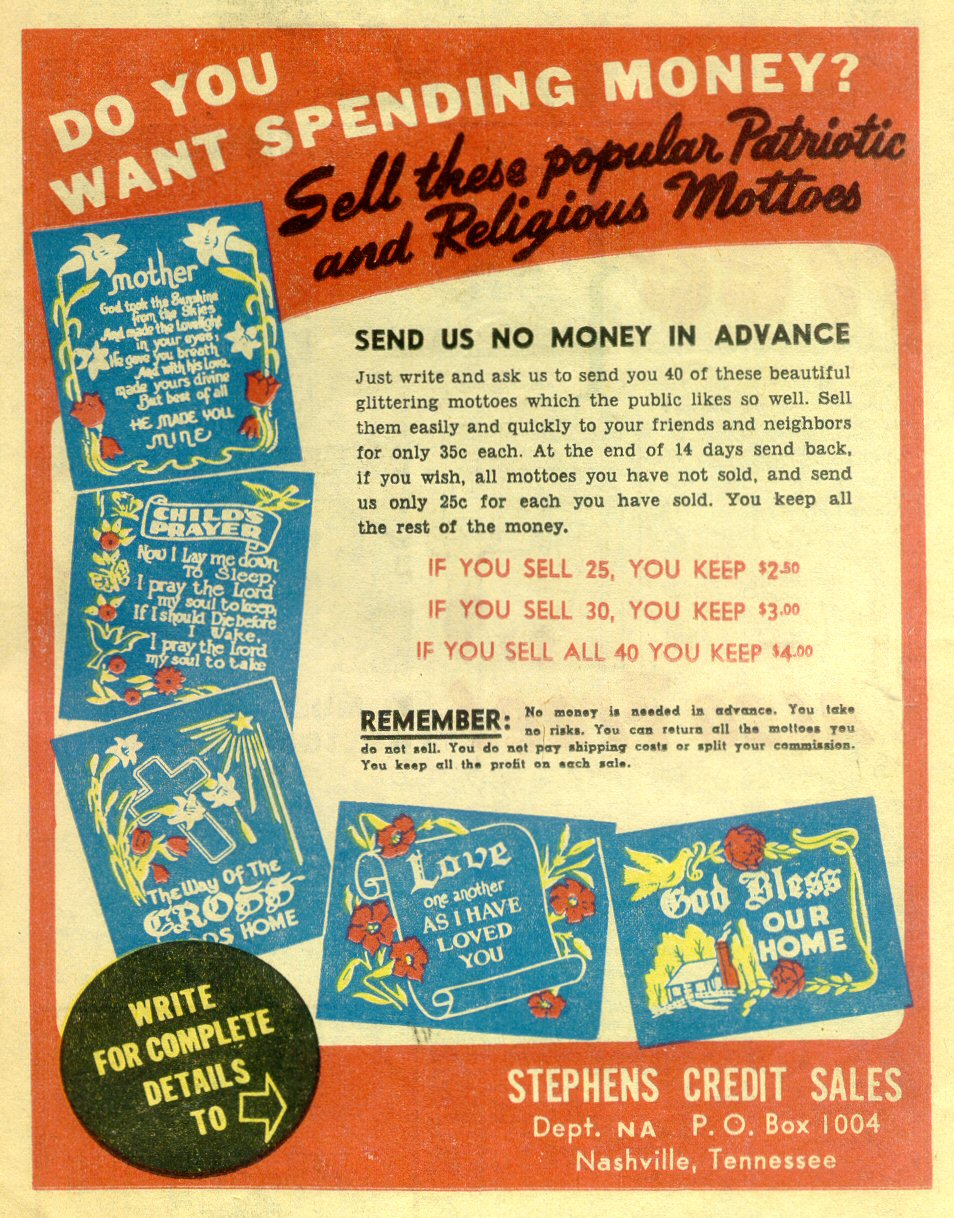 DO YOU
WANT SPENDING MONEY?
Sell these popular Patriotic
and Religious Mottoes
mother
God took the Sunshine
from the Skies
And made the Lovelight
in your eyes;
He gave you breath
And with his love,
made yours divine
But best of all
HE MADE YOU
MINE
SEND US NO MONEY IN ADVANCE
Just write and ask us to send you 40 of these beautiful
glittering mottoes which the public likes so well. Sell
them easily and quickly to your friends and neighbors
for only 35c each. At the end of 14 days send back,
if you wish, all mottoes you have not sold, and send
us only 25c for each you have sold. You keep all
the rest of the money.
IF YOU SELL 25, YOU KEEP $2.50
IF YOU SELL 30, YOU KEEP $3.00
IF YOU SELL ALL 40 YOU KEEP $4.00
CHILD'S
PRAYER
Now I Lay me down
To Sleep,
I pray the Lord
my soul to keep,
If I should Die before
I Wake,
I pray the Lord
my soul to take
REMEMBER: No money is needed in advance. You take
no risks. You can return all the mottoes you
do not sell. You do not pay shipping costs or split your commission.
You keep all the profit on each sale.
The Way Of The
CROSS
DS HOME
Love
one another
AS I HAVE
LOVED
YOU
God Bless
OUR
HOME
WRITE
FOR COMPLETE
DETAILS
TO
STEPHENS CREDIT SALES
Dept. NA P. O. Box 1004
Nashville, Tennessee